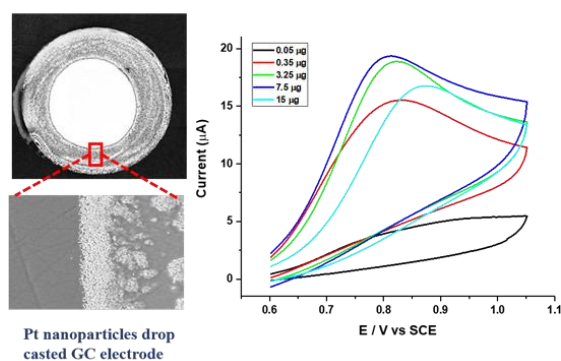 0.05 µg
0.35 µg
3.25 µg
7.5 µg
15 µg
20
15
10
5
0
Current (µA)
0.6 0.7 0.8 0.9 1.0 1.1
E / V vs SCE
Pt nanoparticles drop
casted GC electrode